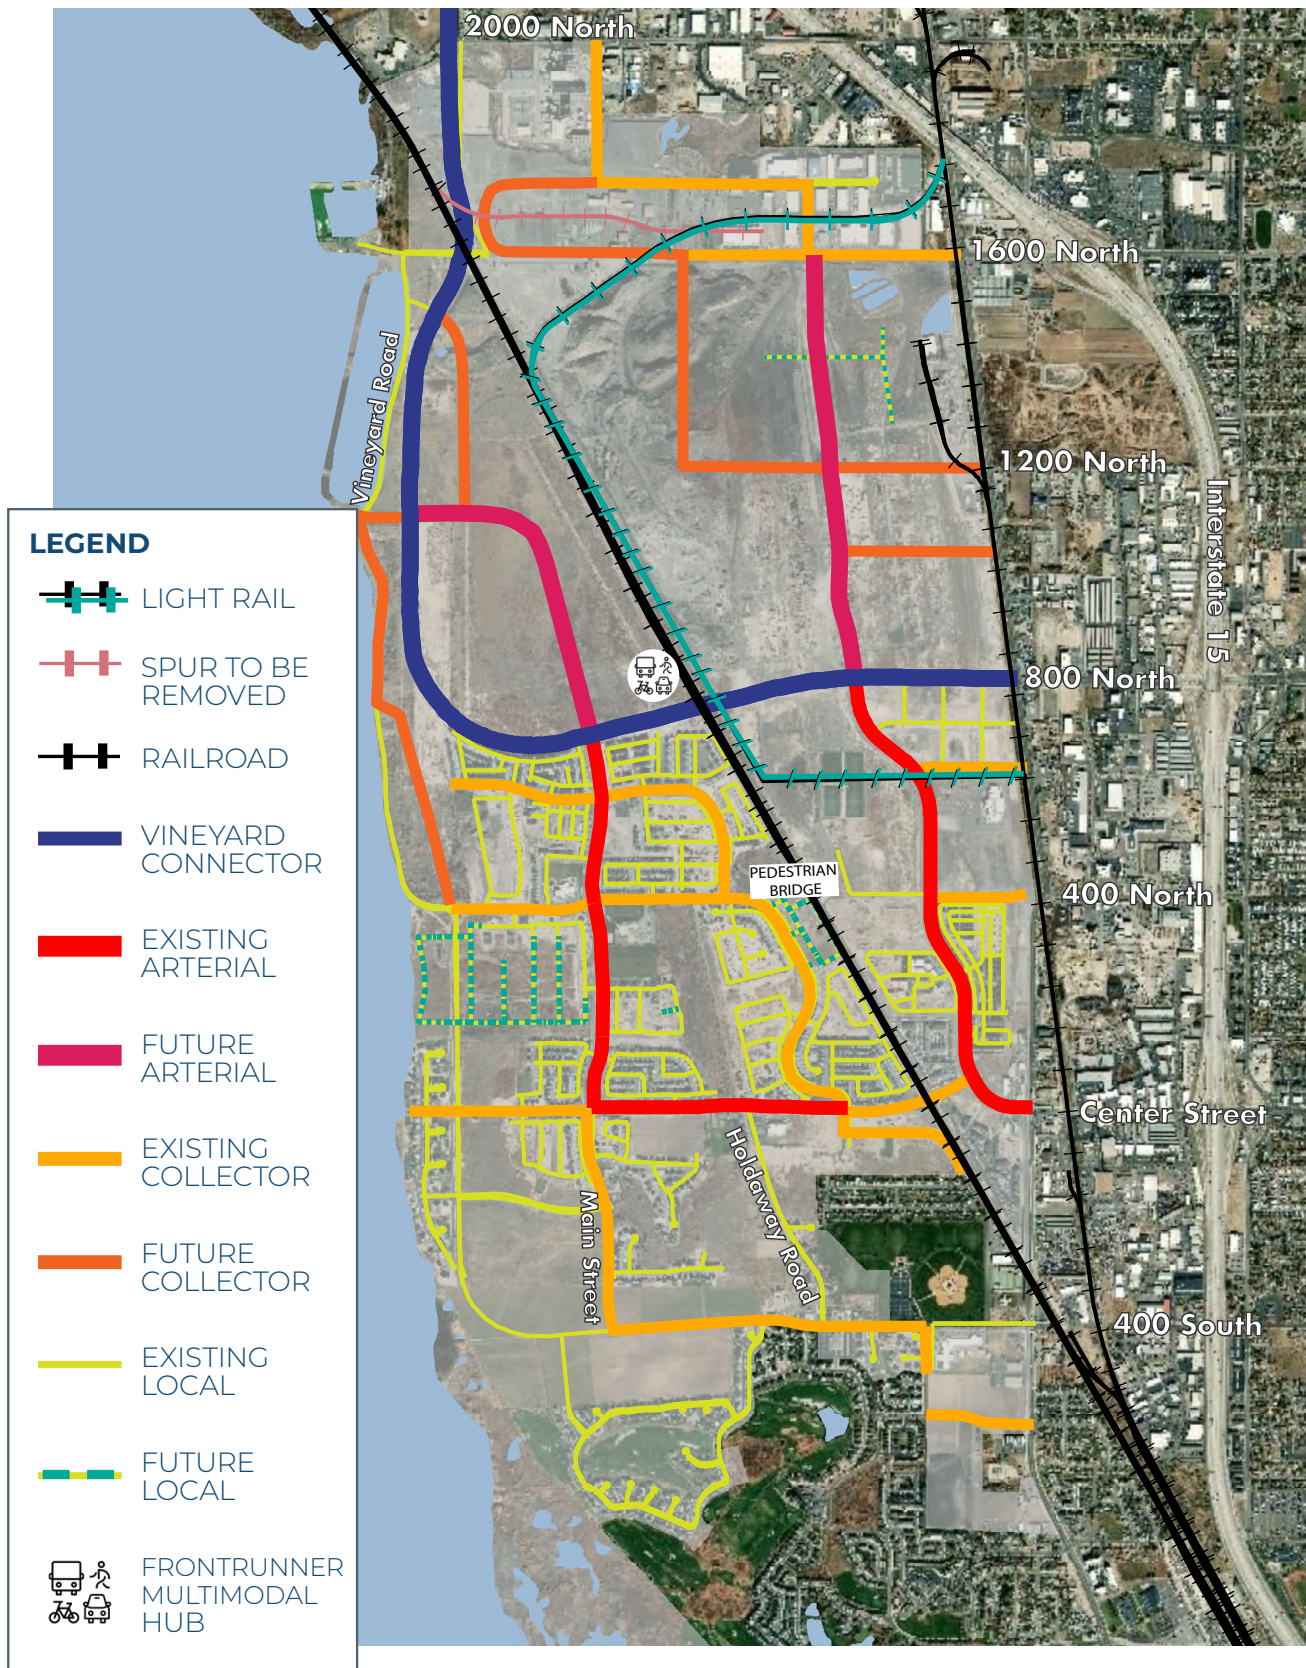 2000 North
1600 North
Vineyard Road
1200 North
Interstate 15
800 North
PEDESTRIAN
BRIDGE
400 North
Center Street
Holdaway Road
Main Street
400 South
LEGEND
LIGHT RAIL
SPUR TO BE
REMOVED
RAILROAD
VINEYARD
CONNECTOR
EXISTING
ARTERIAL
FUTURE
ARTERIAL
EXISTING
COLLECTOR
FUTURE
COLLECTOR
EXISTING
LOCAL
FUTURE
LOCAL
FRONTRUNNER
MULTIMODAL
HUB